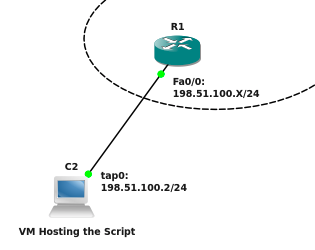 R1
Fa0/0:
198.51.100.X/24
C2
tap0:
198.51.100.2/24
VM Hosting the Script